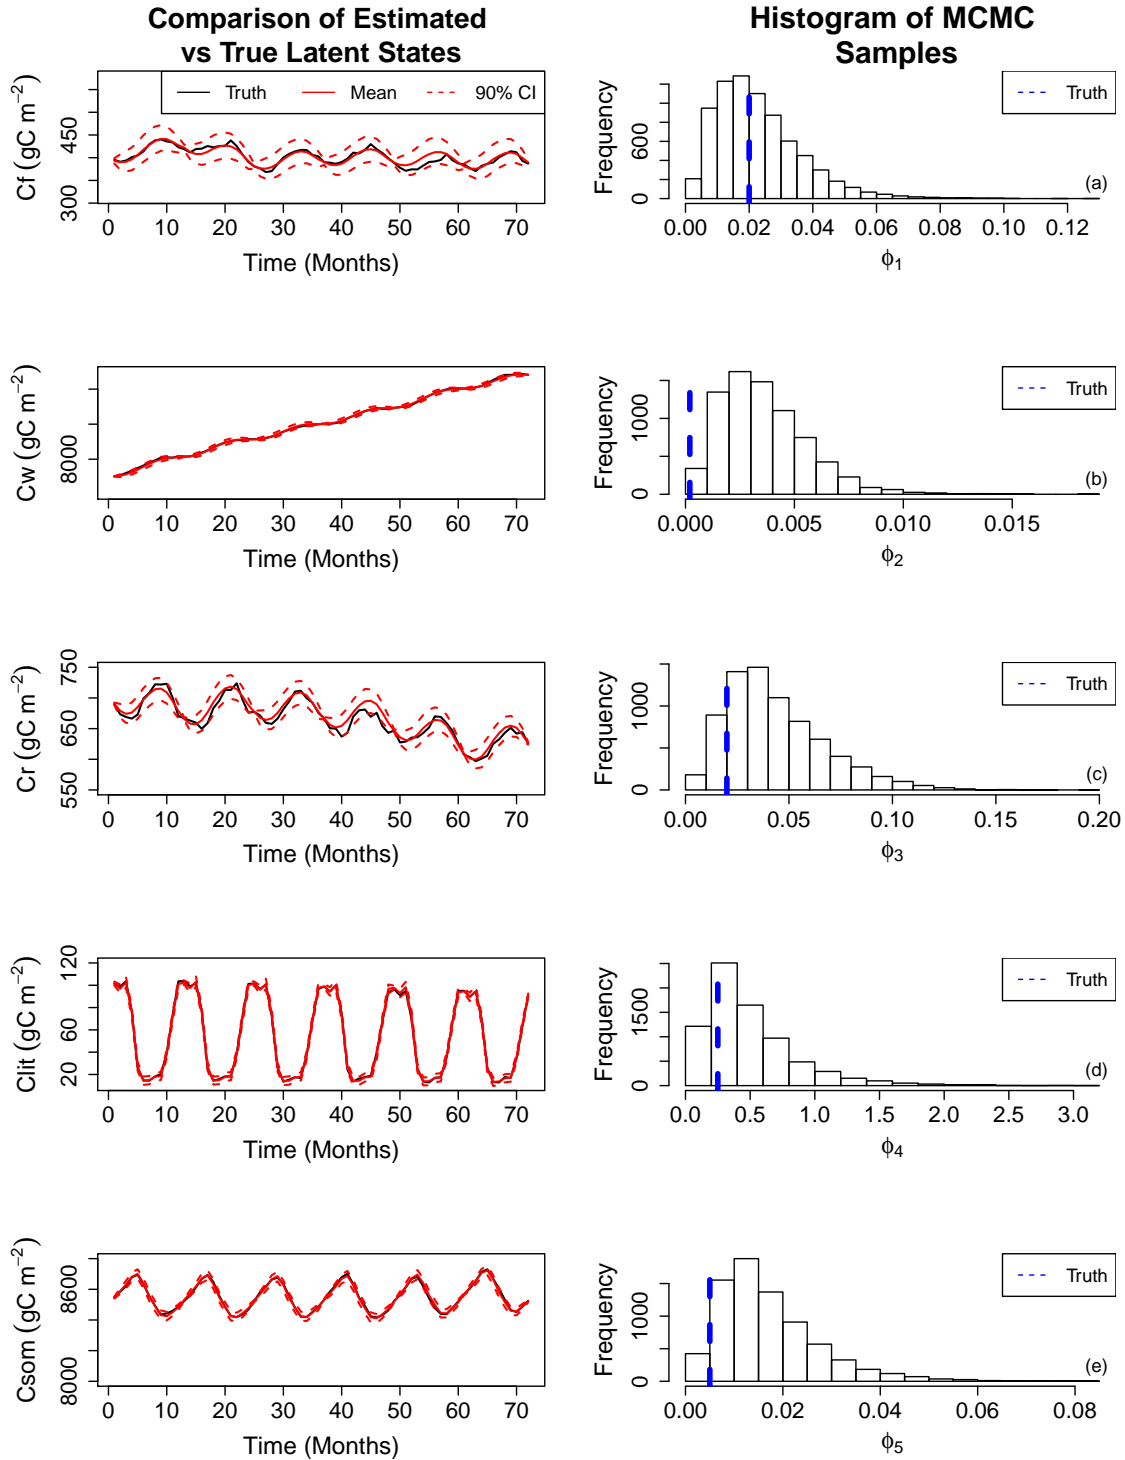 Comparison of Estimated
vs True Latent States
Histogram of MCMC
Samples
Cf (gC m−2)
300 450
Truth Mean 90% CI
0 10 20 30 40 50 60 70
Time (Months)
Frequency
0 600
Truth
(a)
0.00 0.02 0.04 0.06 0.08 0.10 0.12
ϕ1
Cw (gC m−2)
8000
0 10 20 30 40 50 60 70
Time (Months)
Frequency
0 1000
Truth
(b)
0.000 0.005 0.010 0.015
ϕ2
Cr (gC m−2)
550 650 750
0 10 20 30 40 50 60 70
Time (Months)
Frequency
0 1000
Truth
(c)
0.00 0.05 0.10 0.15 0.20
ϕ3
Clit (gC m−2)
20 60 120
0 10 20 30 40 50 60 70
Time (Months)
Frequency
0 1500
Truth
(d)
0.0 0.5 1.0 1.5 2.0 2.5 3.0
ϕ4
Csom (gC m−2)
8000 8600
0 10 20 30 40 50 60 70
Time (Months)
Frequency
0 1000
Truth
(e)
0.00 0.02 0.04 0.06 0.08
ϕ5